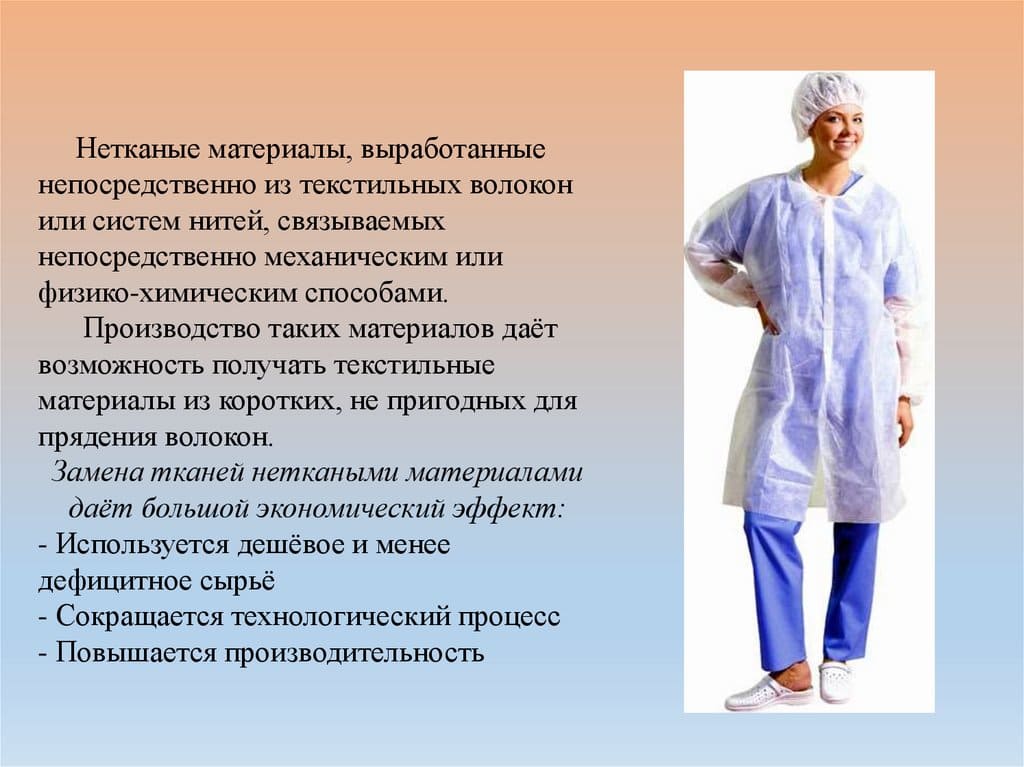 Нетканые материалы, выработанные
непосредственно из текстильных волокон
или систем нитей, связываемых
непосредственно механическим или
физико-химическим способами.
Производство таких материалов даёт
возможность получать текстильные
материалы из коротких, не пригодных для
прядения волокон.
Замена тканей неткаными материалами
даёт большой экономический эффект:
- Используется дешёвое и менее
дефицитное сырьё
- Сокращается технологический процесс
- Повышается производительность